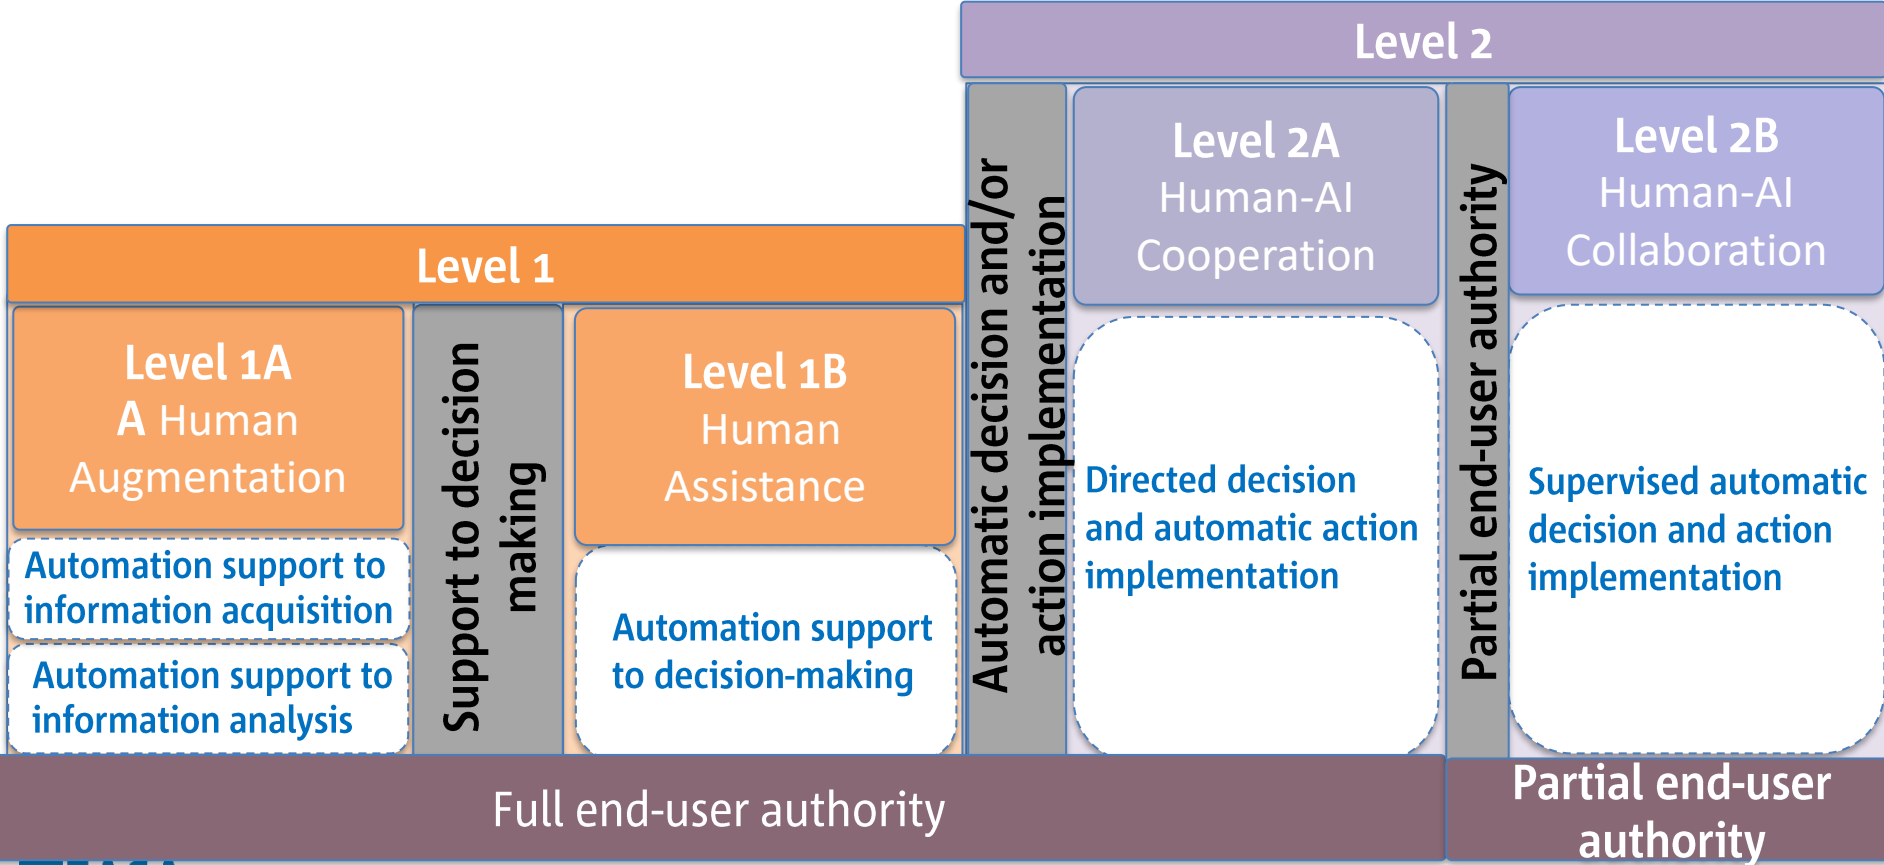 Level 2
Level 1
Level 1A
A Human
Augmentation
Automation support to
information acquisition
Automation support to
information analysis
Support to decision
making
Level 1B
Human
Assistance
Automation support
to decision-making
Automatic decision and/or
action implementation
Level 2A
Human-AI
Cooperation
Directed decision
and automatic action
implementation
Partial end-user authority
Level 2B
Human-AI
Collaboration
Supervised automatic
decision and action
implementation
Full end-user authority
Partial end-user
authority